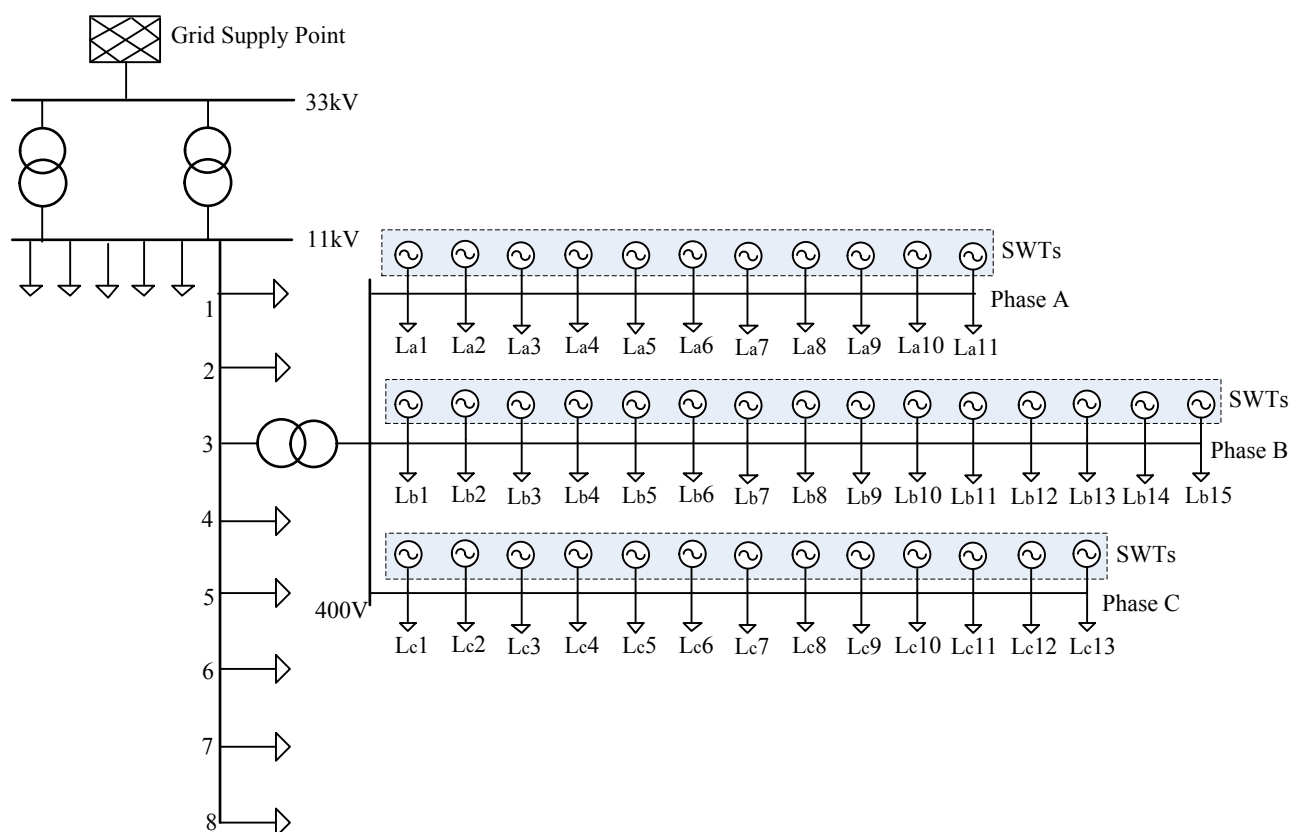 Grid Supply Point
33kV
11kV
SWTs
1
Phase A
La1 La2 La3 La4 La5 La6 La7 La8 La9 La10 La11
2
SWTs
3
Phase B
Lb1 Lb2 Lb3 Lb4 Lb5 Lb6 Lb7 Lb8 Lb9 Lb10 Lb11 Lb12 Lb13 Lb14 Lb15
4
SWTs
5
400V
Phase C
Lc1 Lc2 Lc3 Lc4 Lc5 Lc6 Lc7 Lc8 Lc9 Lc10 Lc11 Lc12 Lc13
6
7
8